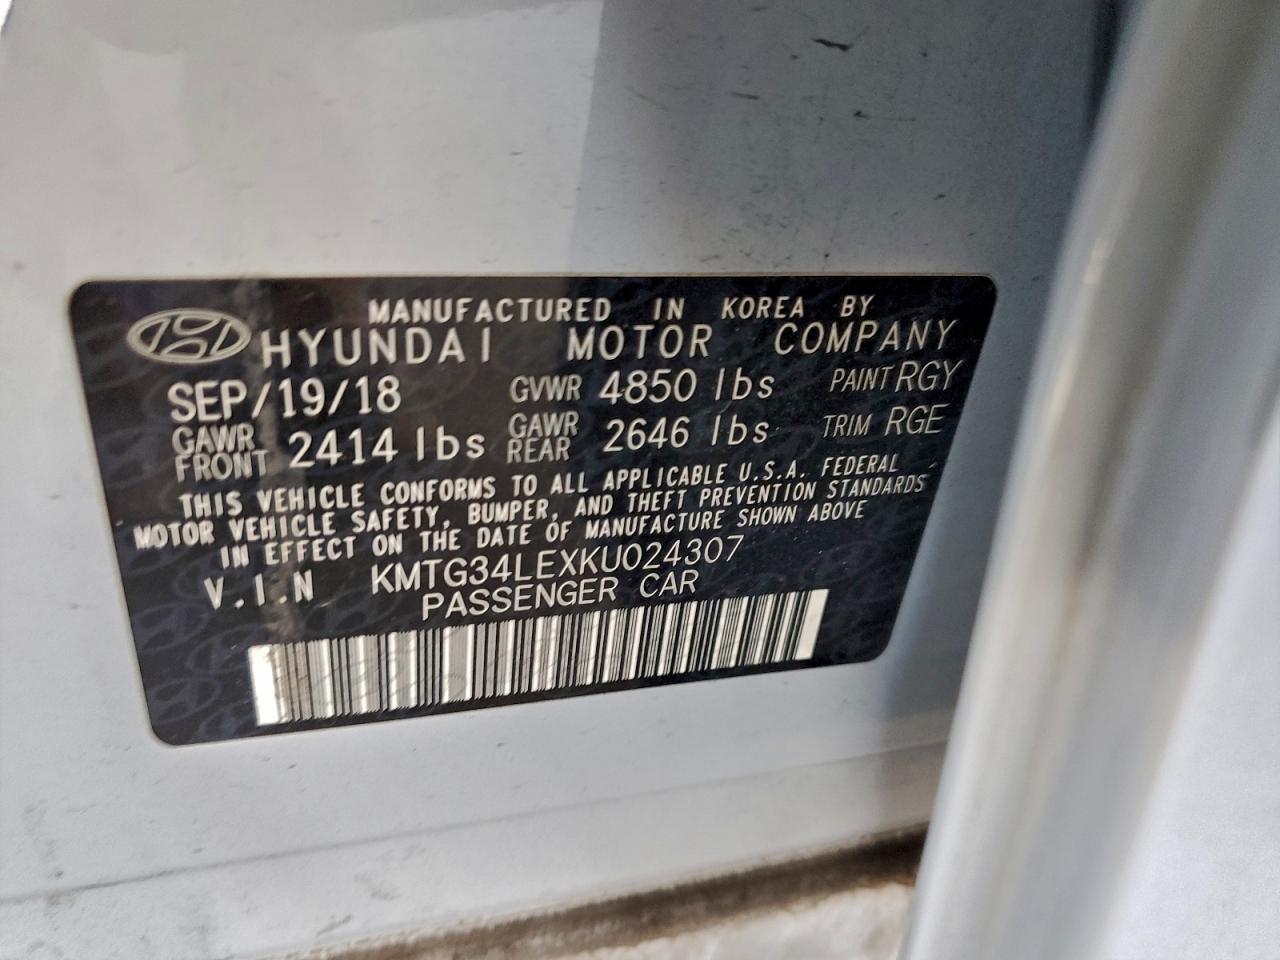 MANUFACTURED IN KOREA BY
HYUNDAI MOTOR COMPANY
SEP/19/18 GVWR 4850 lbs PAINT RGY
GAWR FRONT 2414 lbs GAWR REAR 2646 lbs TRIM RGE
THIS VEHICLE CONFORMS TO ALL APPLICABLE U.S.A. FEDERAL
MOTOR VEHICLE SAFETY, BUMPER, AND THEFT PREVENTION STANDARDS
IN EFFECT ON THE DATE OF MANUFACTURE SHOWN ABOVE
V.I.N KMTG34LEXKU024307
PASSENGER CAR